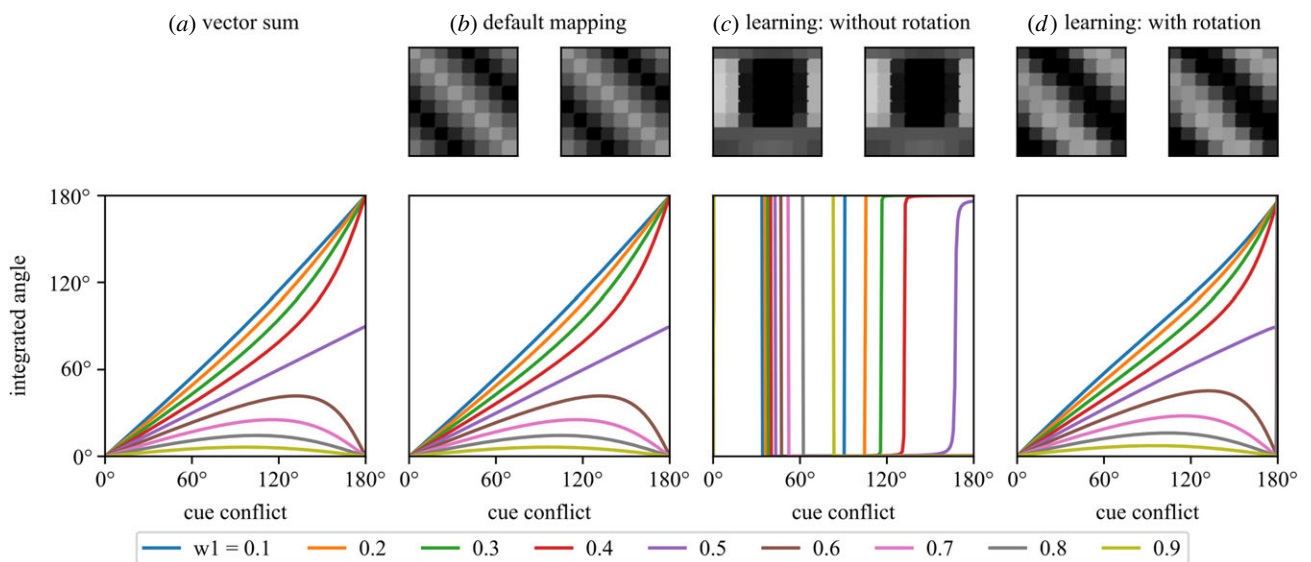 (a) vector sum
(b) default mapping
(c) learning: without rotation
(d) learning: with rotation
integrated angle
180°
120°
60°
0°
0° 60° 120° 180°
0° 60° 120° 180°
0° 60° 120° 180°
0° 60° 120° 180°
cue conflict
cue conflict
cue conflict
cue conflict
w1 = 0.1 0.2 0.3 0.4 0.5 0.6 0.7 0.8 0.9